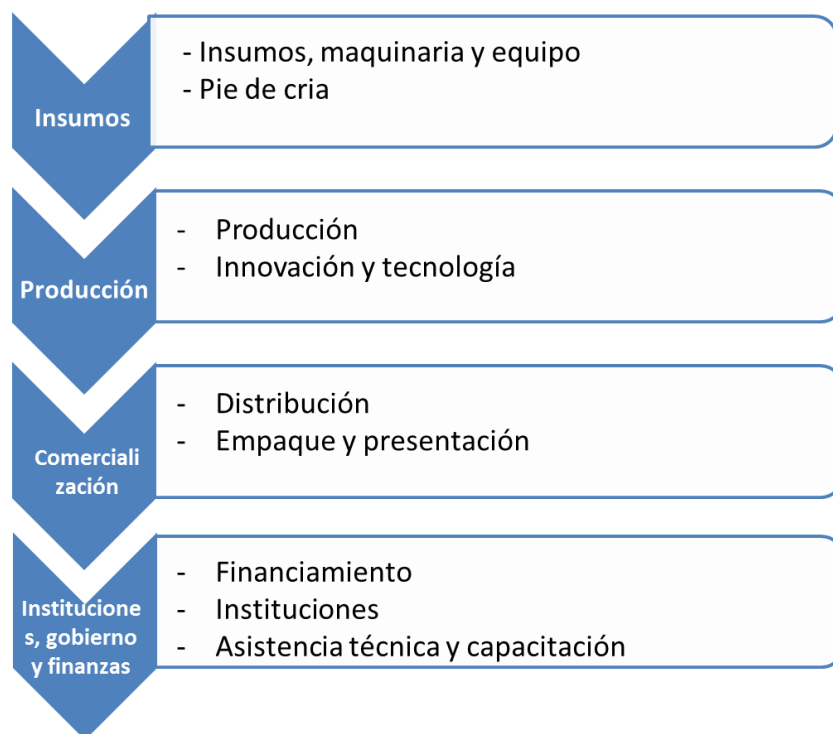 Insumos
- Insumos, maquinaria y equipo
- Pie de cria
Producción
- Producción
- Innovación y tecnología
Comerciali
zación
- Distribución
- Empaque y presentación
Institucione
s, gobierno
y finanzas
- Financiamiento
- Instituciones
- Asistencia técnica y capacitación